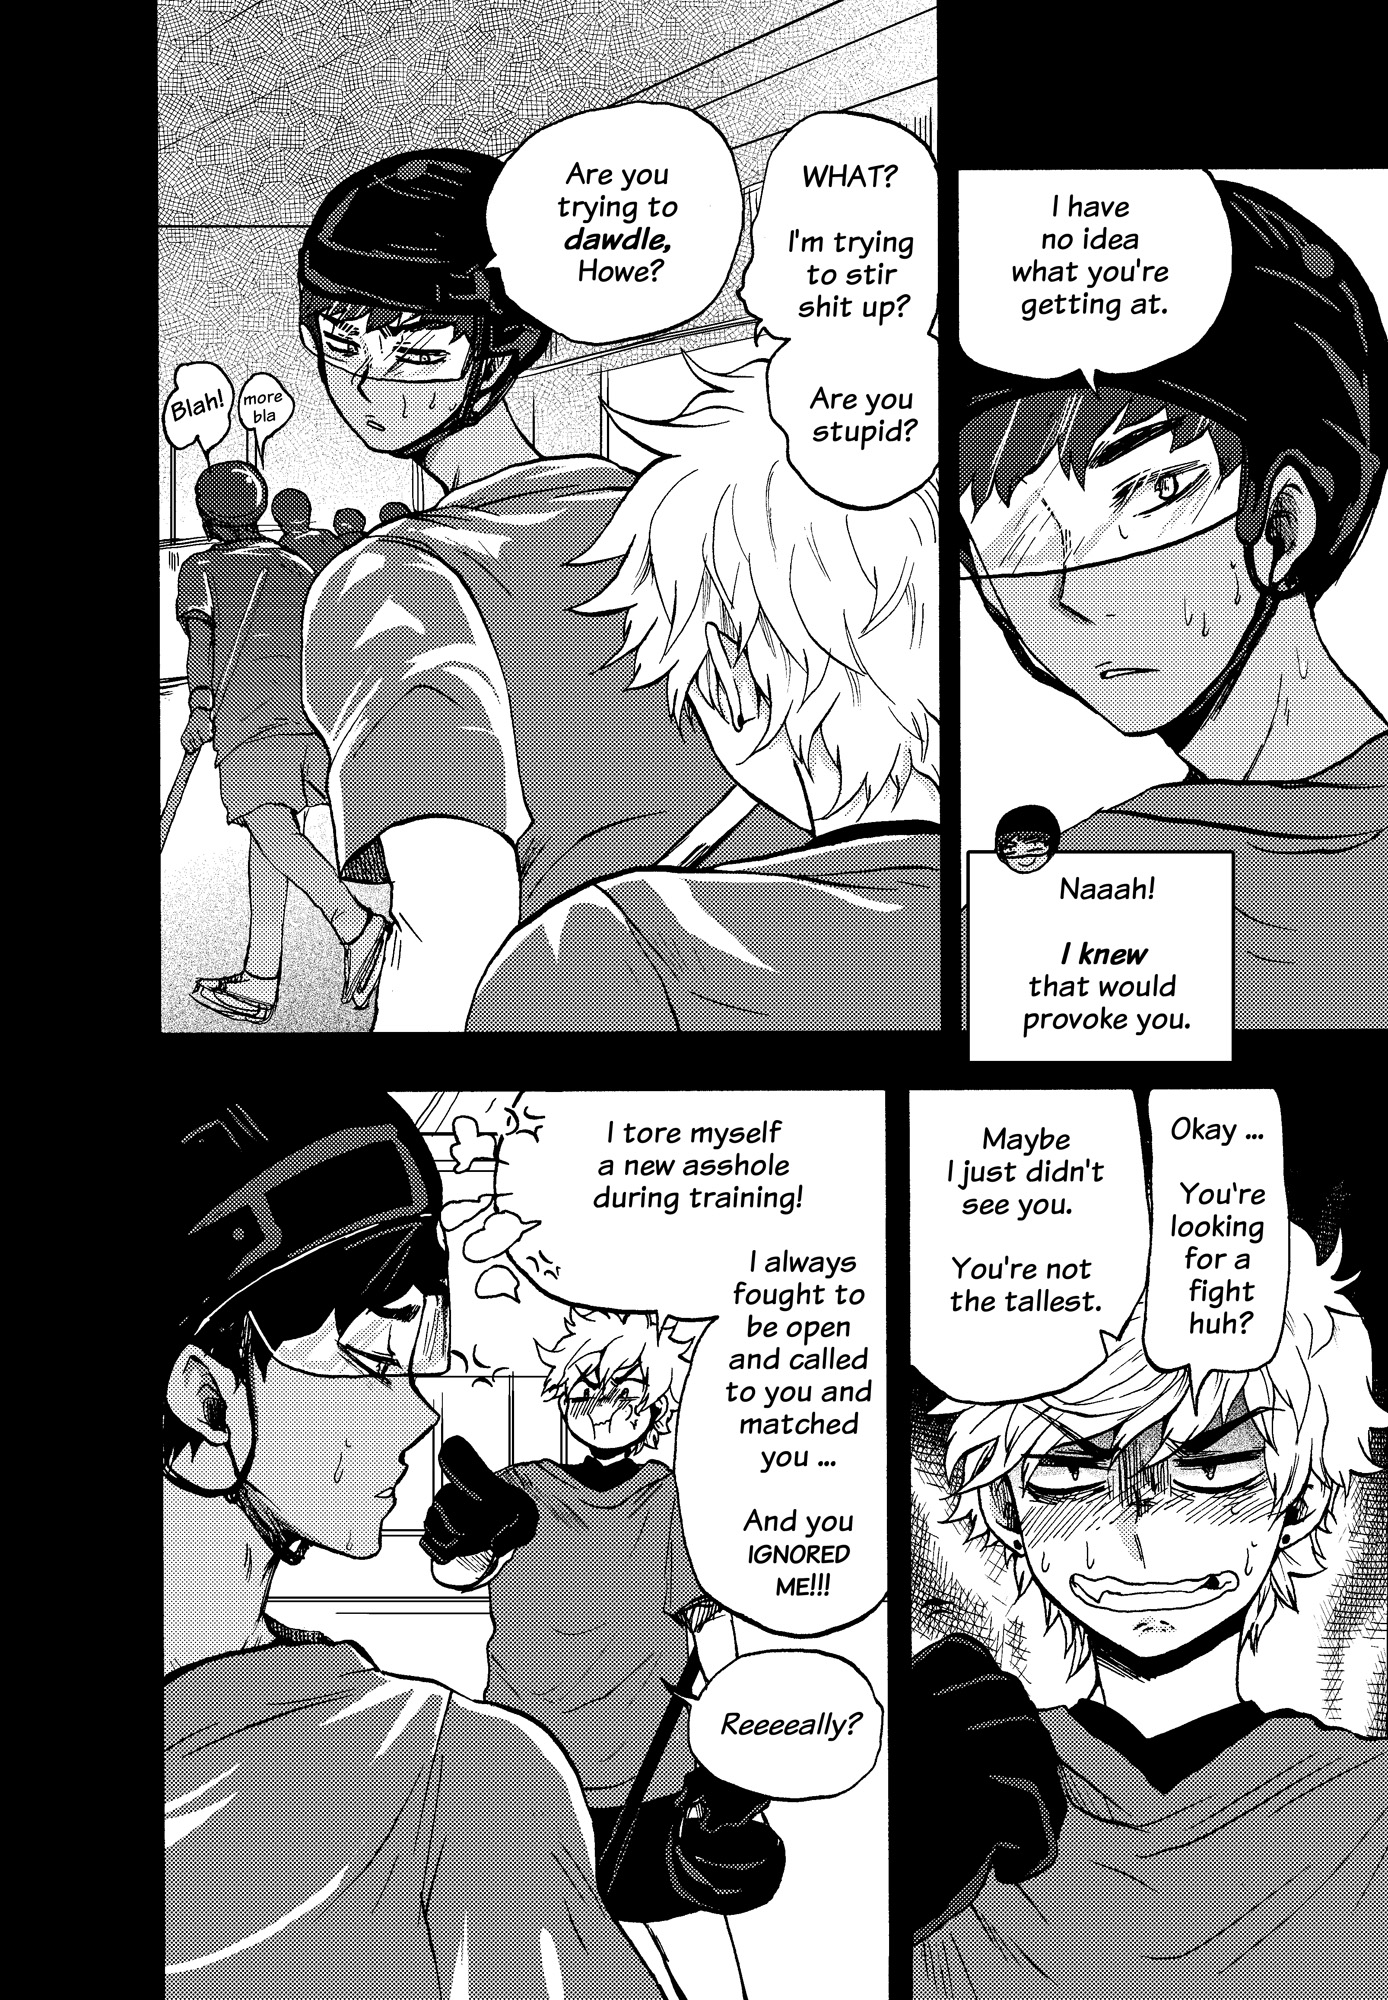 I have
no idea
what you're
getting at.
Naaah!
I knew
that would
provoke you.
WHAT?
I'm trying
to stir
shit up?
Are you
stupid?
Are you
trying to
dawdle,
Howe?
more
bla
Blah!
Okay ...
You're
looking
for a
fight
huh?
Maybe
I just didn't
see you.
You're not
the tallest.
I tore myself
a new asshole
during training!
I always
fought to
be open
and called
to you and
matched
you ...
And you
IGNORED
ME!!!
Reeeeally?